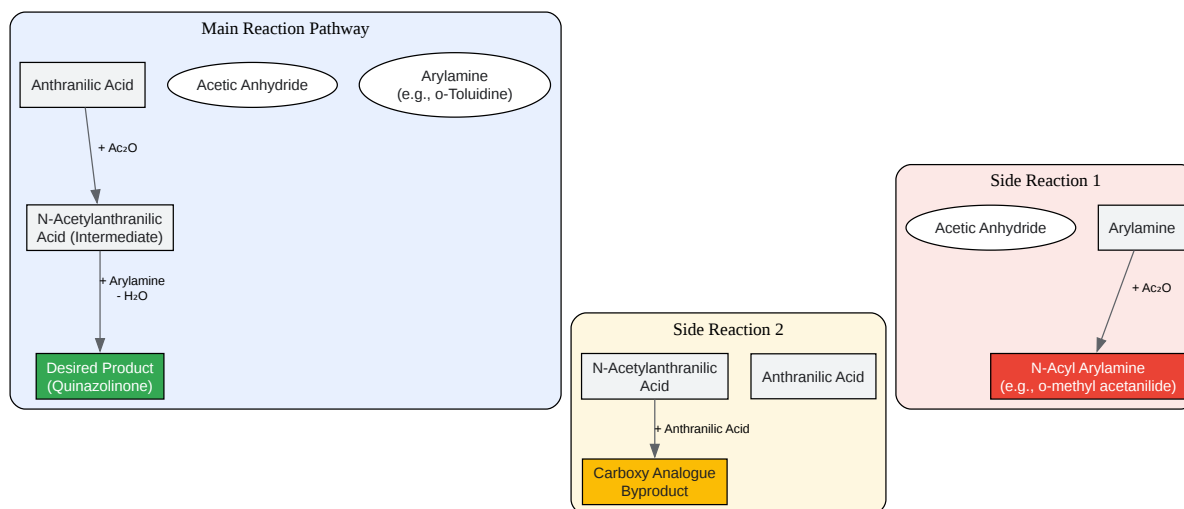 Main Reaction Pathway
Anthranilic Acid
Acetic Anhydride
Arylamine
(e.g., o-Toluidine)
+ Ac₂O
N-Acetylanthranilic
Acid (Intermediate)
+ Arylamine
- H₂O
Desired Product
(Quinazolinone)
Side Reaction 2
N-Acetylanthranilic
Acid
Anthranilic Acid
+ Anthranilic Acid
Carboxy Analogue
Byproduct
Side Reaction 1
Acetic Anhydride
Arylamine
+ Ac₂O
N-Acyl Arylamine
(e.g., o-methyl acetanilide)